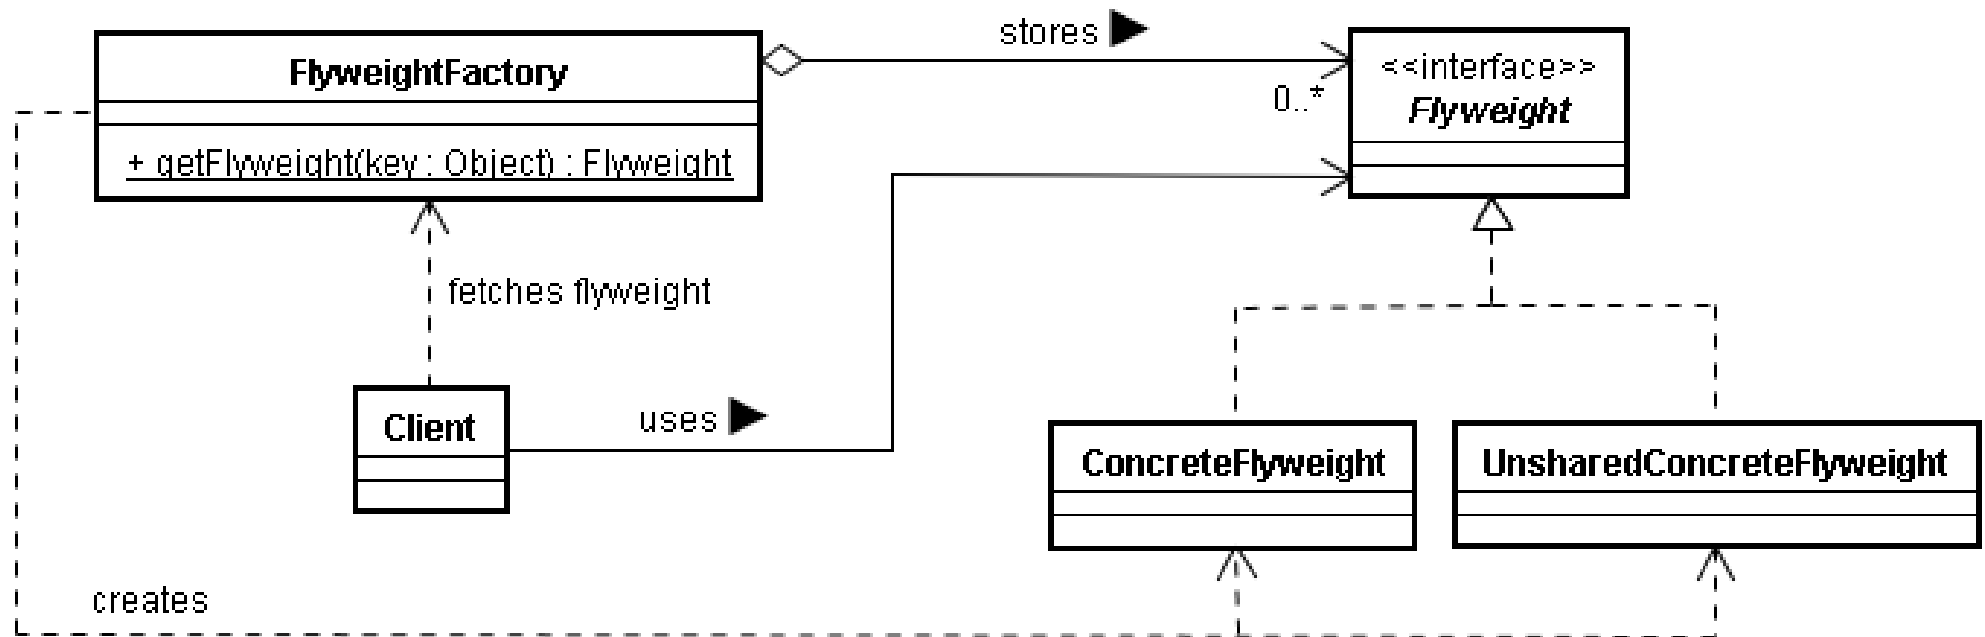 stores
FlyweightFactory
<<interface>>
Flyweight
0..*
+ getFlyweight(key : Object) : Flyweight
fetches flyweight
Client
uses
ConcreteFlyweight
UnsharedConcreteFlyweight
creates